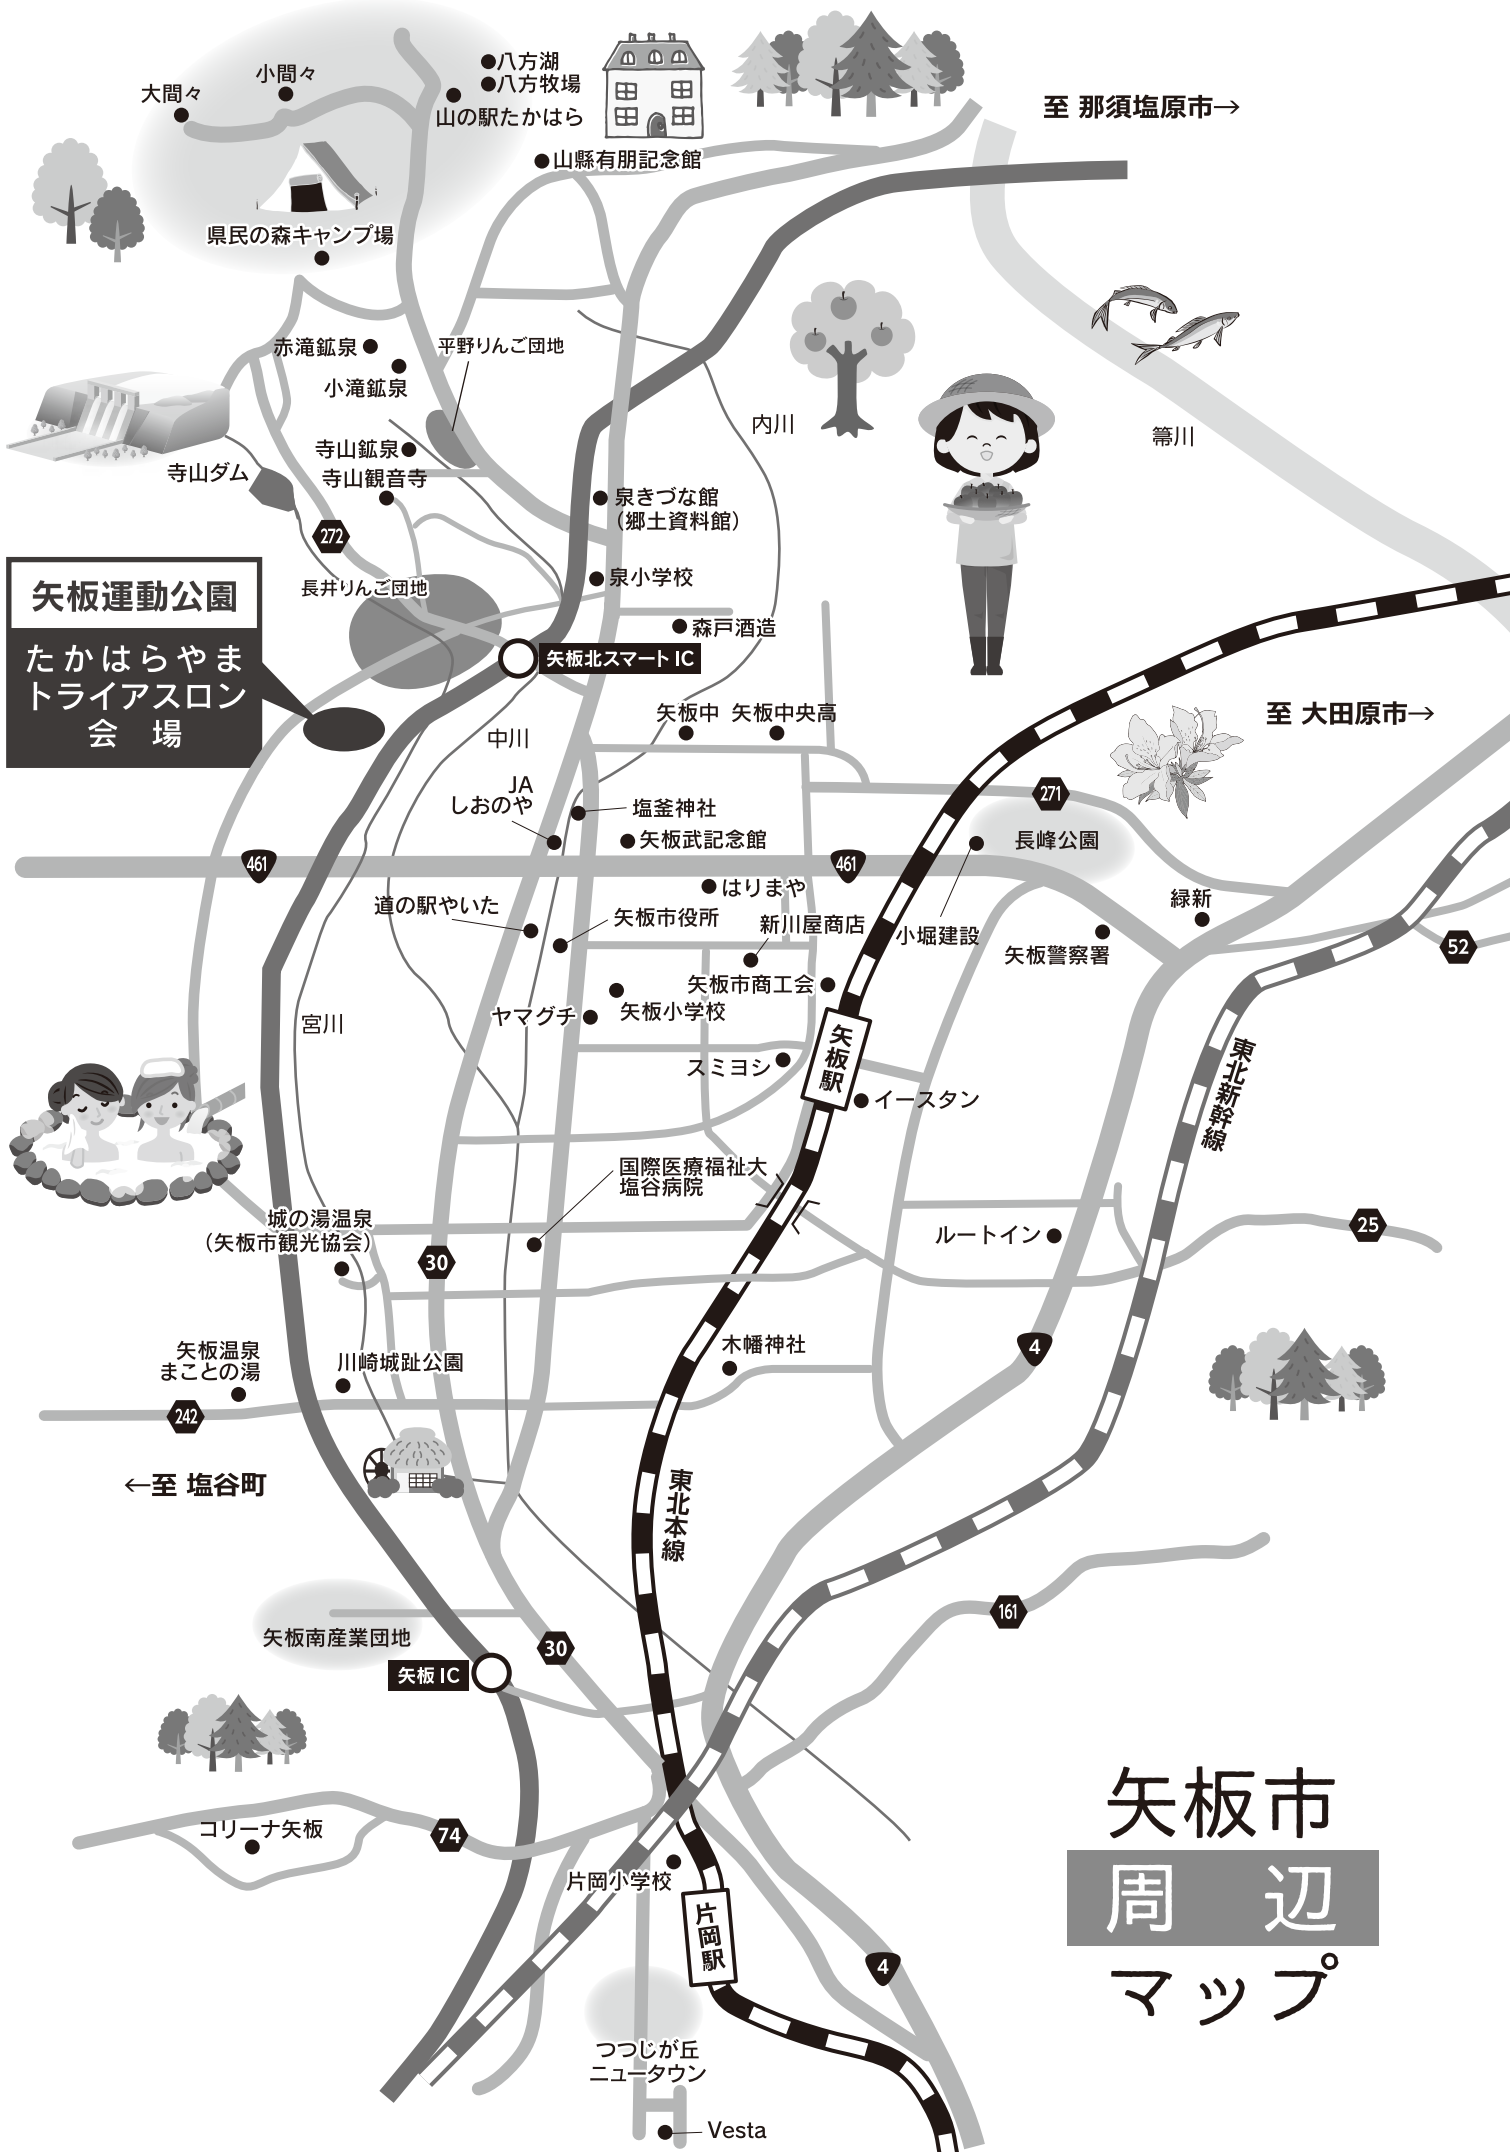 八方湖
八方牧場
小間々
大間々
山の駅たかはら
至 那須塩原市→
山縣有朋記念館
県民の森キャンプ場
赤滝鉱泉
平野りんご団地
小滝鉱泉
内川
箒川
寺山鉱泉
寺山ダム
寺山観音寺
泉きづな館
（郷土資料館）
272
矢板運動公園
長井りんご団地
泉小学校
森戸酒造
たかはらやま
トライアスロン
会場
矢板北スマートIC
矢板中
矢板中央高
至 大田原市→
中川
JA
しおのや
塩釜神社
271
矢板武記念館
長峰公園
461
461
はりまや
道の駅やいた
矢板市役所
新川屋商店
小堀建設
緑新
矢板警察署
52
矢板市商工会
矢板小学校
ヤマグチ
宮川
矢板駅
スミヨシ
イースタン
東北新幹線
国際医療福祉大
塩谷病院
城の湯温泉
（矢板市観光協会）
30
ルートイン
25
矢板温泉
まことの湯
川崎城趾公園
木幡神社
4
242
←至 塩谷町
東北本線
161
矢板南産業団地
30
矢板IC
コリーナ矢板
74
片岡小学校
片岡駅
4
矢板市
周辺
マップ
つつじが丘
ニュータウン
Vesta